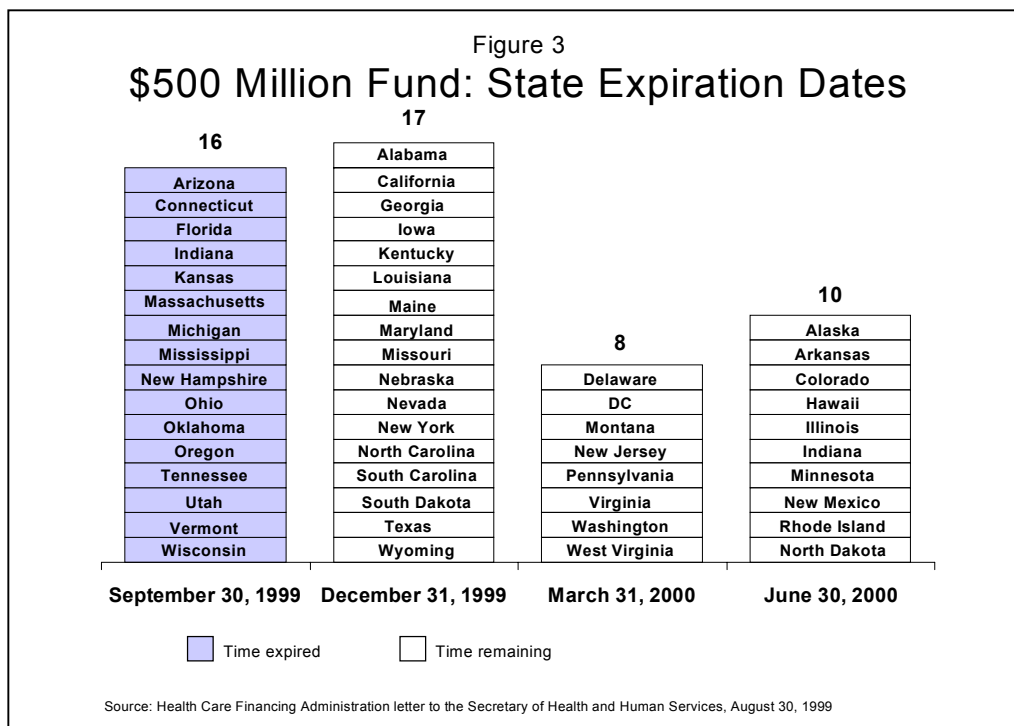 Figure 3
$500 Million Fund: State Expiration Dates
16
Arizona
Connecticut
Florida
Indiana
Kansas
Massachusetts
Michigan
Mississippi
New Hampshire
Ohio
Oklahoma
Oregon
Tennessee
Utah
Vermont
Wisconsin
September 30, 1999
17
Alabama
California
Georgia
Iowa
Kentucky
Louisiana
Maine
Maryland
Missouri
Nebraska
Nevada
New York
North Carolina
South Carolina
South Dakota
Texas
Wyoming
December 31, 1999
8
Delaware
DC
Montana
New Jersey
Pennsylvania
Virginia
Washington
West Virginia
March 31, 2000
10
Alaska
Arkansas
Colorado
Hawaii
Illinois
Indiana
Minnesota
New Mexico
Rhode Island
North Dakota
June 30, 2000
Time expired
Time remaining
Source: Health Care Financing Administration letter to the Secretary of Health and Human Services, August 30, 1999